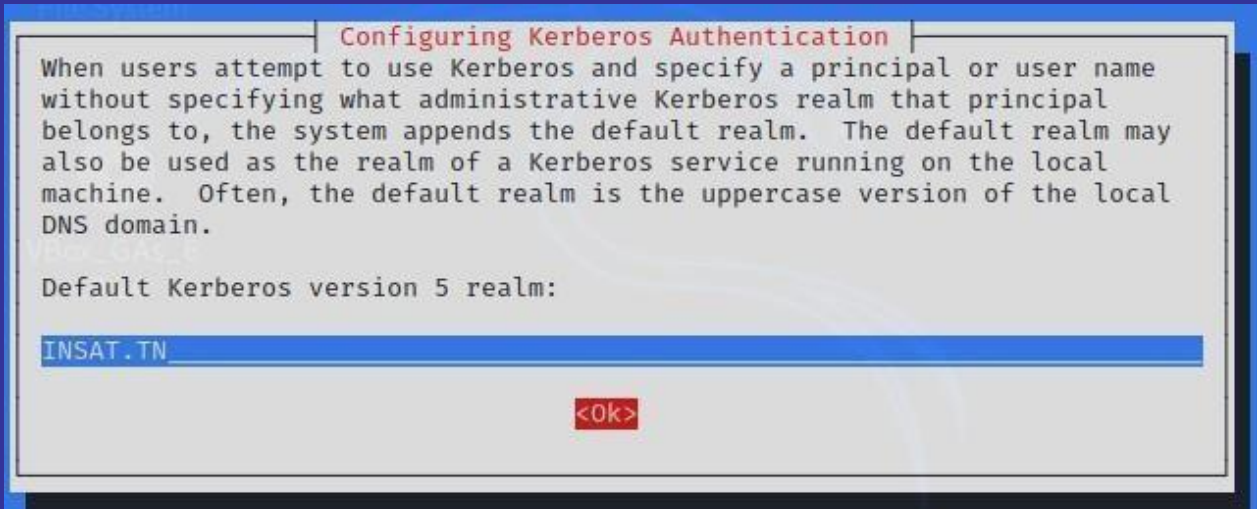 File System
Configuring Kerberos Authentication
When users attempt to use Kerberos and specify a principal or user name
without specifying what administrative Kerberos realm that principal
belongs to, the system appends the default realm.  The default realm may
also be used as the realm of a Kerberos service running on the local
machine.  Often, the default realm is the uppercase version of the local
DNS domain.
VBox_GAs_6
Default Kerberos version 5 realm:
INSAT.TN
<Ok>